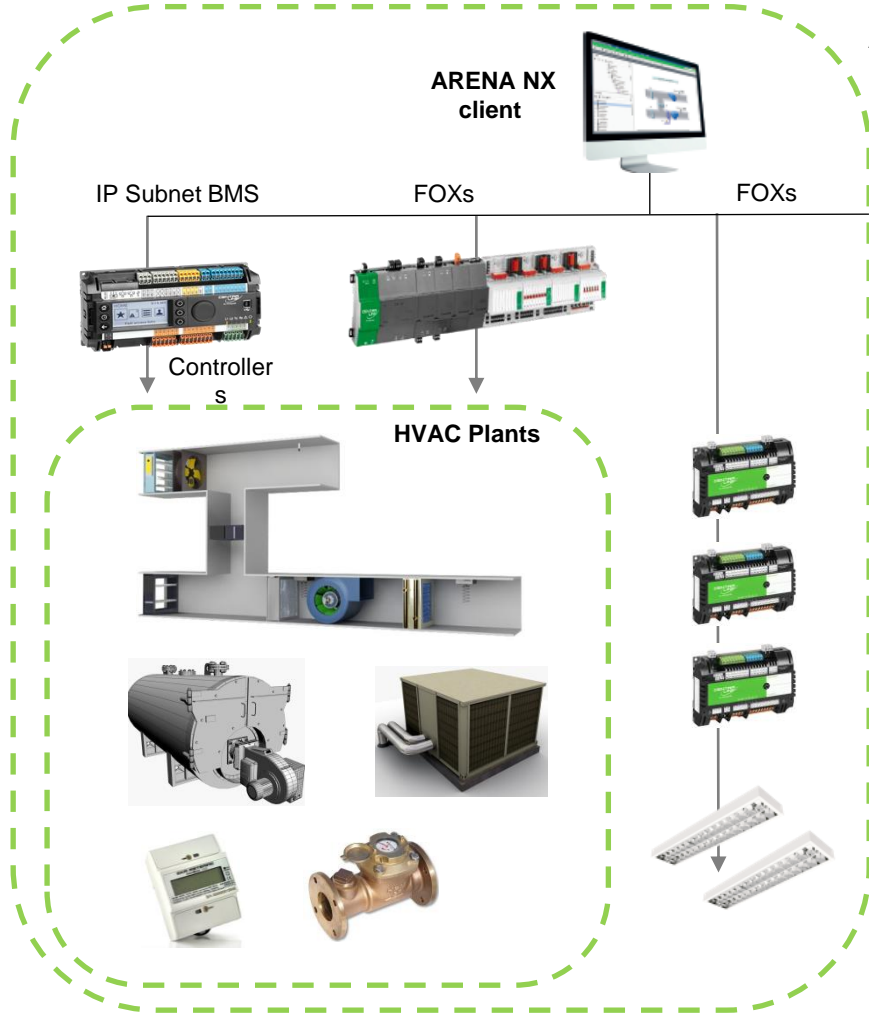 ARENA NX
client
IP Subnet BMS
FOXs
FOXs
Controller
s
HVAC Plants